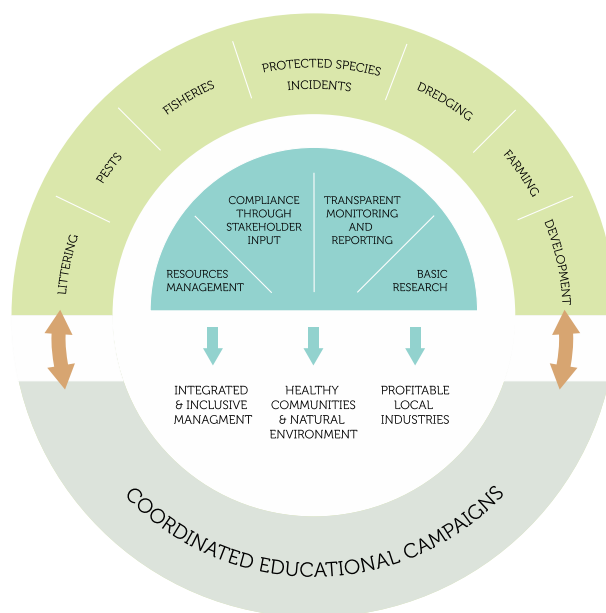 LITTERING
PESTS
FISHERIES
PROTECTED SPECIES
INCIDENTS
DREDGING
FARMING
DEVELOPMENT
RESOURCES
MANAGEMENT
COMPLIANCE
THROUGH
STAKEHOLDER
INPUT
TRANSPARENT
MONITORING
AND
REPORTING
BASIC
RESEARCH
INTEGRATED
& INCLUSIVE
MANAGMENT
HEALTHY
COMMUNITIES
& NATURAL
ENVIRONMENT
PROFITABLE
LOCAL
INDUSTRIES
COORDINATED EDUCATIONAL CAMPAIGNS